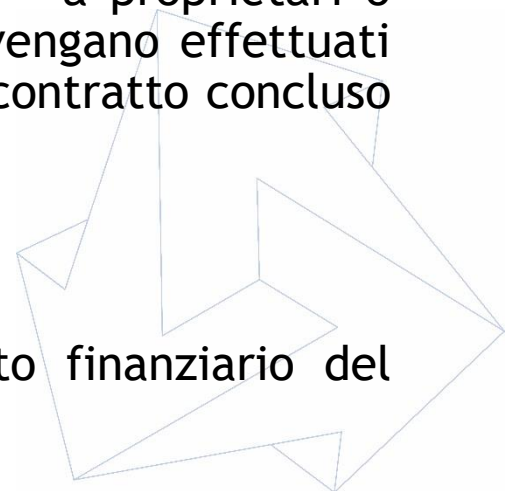 a proprietari o
vengano effettuati
contratto concluso
to finanziario del